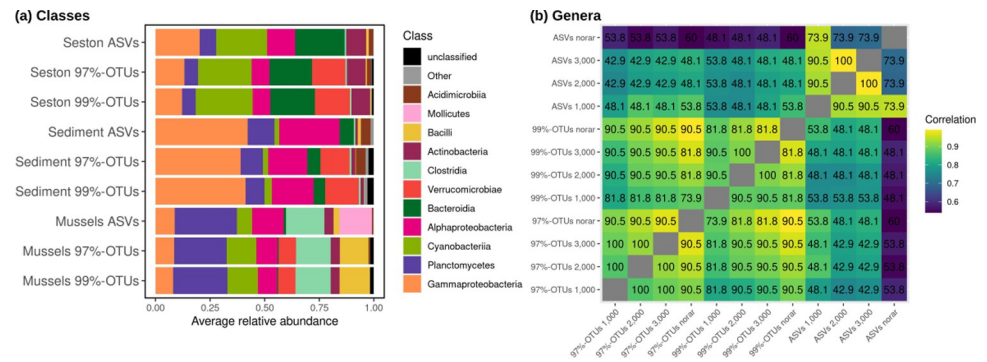 (a) Classes
Seston ASVs
Seston 97%-OTUs
Seston 99%-OTUs
Sediment ASVs
Sediment 97%-OTUs
Sediment 99%-OTUs
Mussels ASVs
Mussels 97%-OTUs
Mussels 99%-OTUs
0.00 0.25 0.50 0.75 1.00
Average relative abundance
Class
unclassified
Other
Acidimicrobiia
Mollicutes
Bacilli
Actinobacteria
Clostridia
Verrucomicrobiae
Bacteroidia
Alphaproteobacteria
Cyanobacteriia
Planctomycetes
Gammaproteobacteria
(b) Genera
ASVs norar 53.8 53.8 53.8 60 48.1 48.1 48.1 60 73.9 73.9 73.9
ASVs 3,000 42.9 42.9 42.9 48.1 53.8 48.1 48.1 48.1 90.5 100 73.9
ASVs 2,000 42.9 42.9 42.9 48.1 53.8 48.1 48.1 48.1 90.5 100 73.9
ASVs 1,000 48.1 48.1 48.1 53.8 53.8 48.1 48.1 53.8 90.5 90.5 73.9
99%-OTUs norar 90.5 90.5 90.5 90.5 81.8 81.8 81.8 53.8 48.1 48.1 60
99%-OTUs 3,000 90.5 90.5 90.5 81.8 90.5 100 81.8 48.1 48.1 48.1 48.1
99%-OTUs 2,000 90.5 90.5 90.5 81.8 90.5 100 81.8 48.1 48.1 48.1 48.1
99%-OTUs 1,000 81.8 81.8 81.8 73.9 90.5 90.5 81.8 53.8 53.8 53.8 48.1
97%-OTUs norar 90.5 90.5 90.5 73.9 81.8 81.8 90.5 53.8 48.1 48.1 60
97%-OTUs 3,000 100 100 90.5 81.8 90.5 90.5 90.5 48.1 42.9 42.9 53.8
97%-OTUs 2,000 100 100 90.5 81.8 90.5 90.5 90.5 48.1 42.9 42.9 53.8
97%-OTUs 1,000 100 100 90.5 81.8 90.5 90.5 90.5 48.1 42.9 42.9 53.8
97%-OTUs 1,000 97%-OTUs 2,000 97%-OTUs 3,000 97%-OTUs norar 99%-OTUs 1,000 99%-OTUs 2,000 99%-OTUs 3,000 99%-OTUs norar ASVs 1,000 ASVs 2,000 ASVs 3,000 ASVs norar
Correlation
0.9
0.8
0.7
0.6